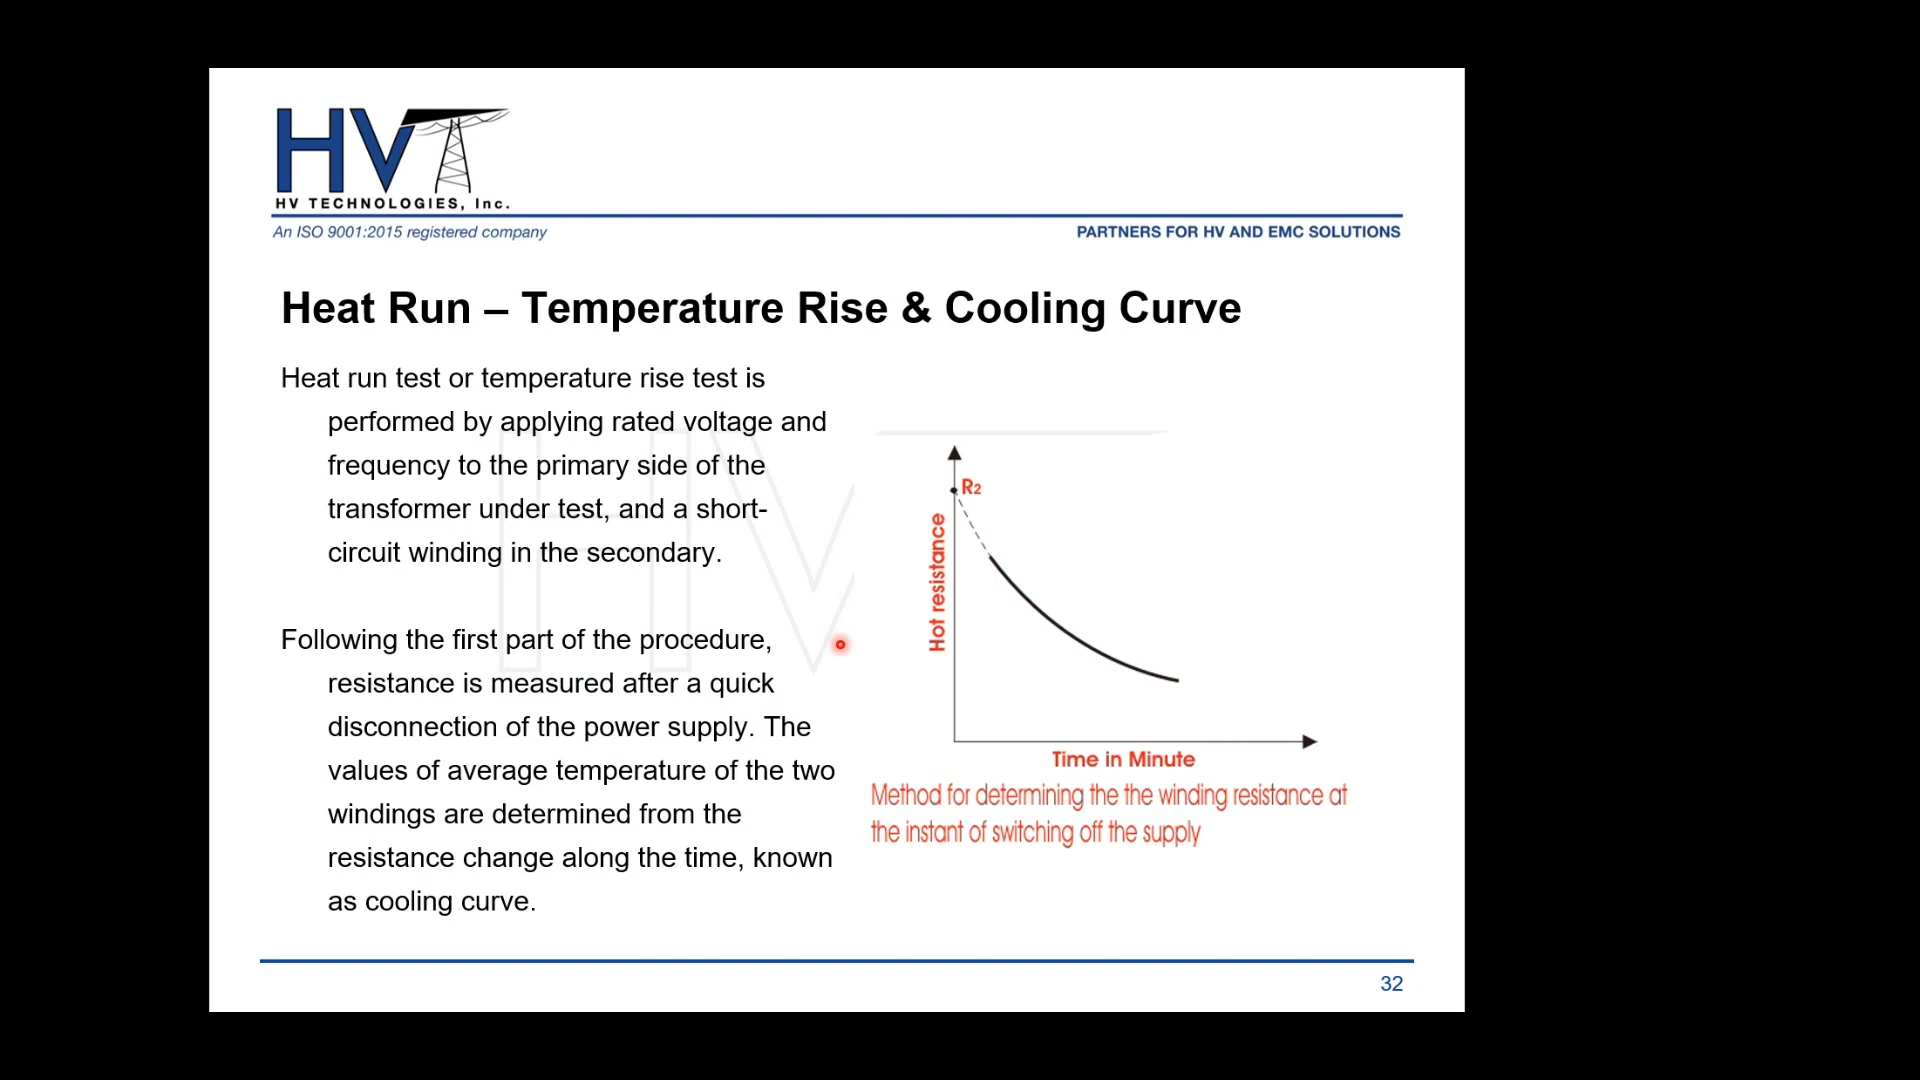 HVT
HV TECHNOLOGIES, Inc.
An ISO 9001:2015 registered company
PARTNERS FOR HV AND EMC SOLUTIONS
Heat Run – Temperature Rise & Cooling Curve
Heat run test or temperature rise test is
performed by applying rated voltage and
frequency to the primary side of the
transformer under test, and a short-
circuit winding in the secondary.
Following the first part of the procedure,
resistance is measured after a quick
disconnection of the power supply. The
values of average temperature of the two
windings are determined from the
resistance change along the time, known
as cooling curve.
R2
Hot resistance
Time in Minute
Method for determining the the winding resistance at
the instant of switching off the supply
32